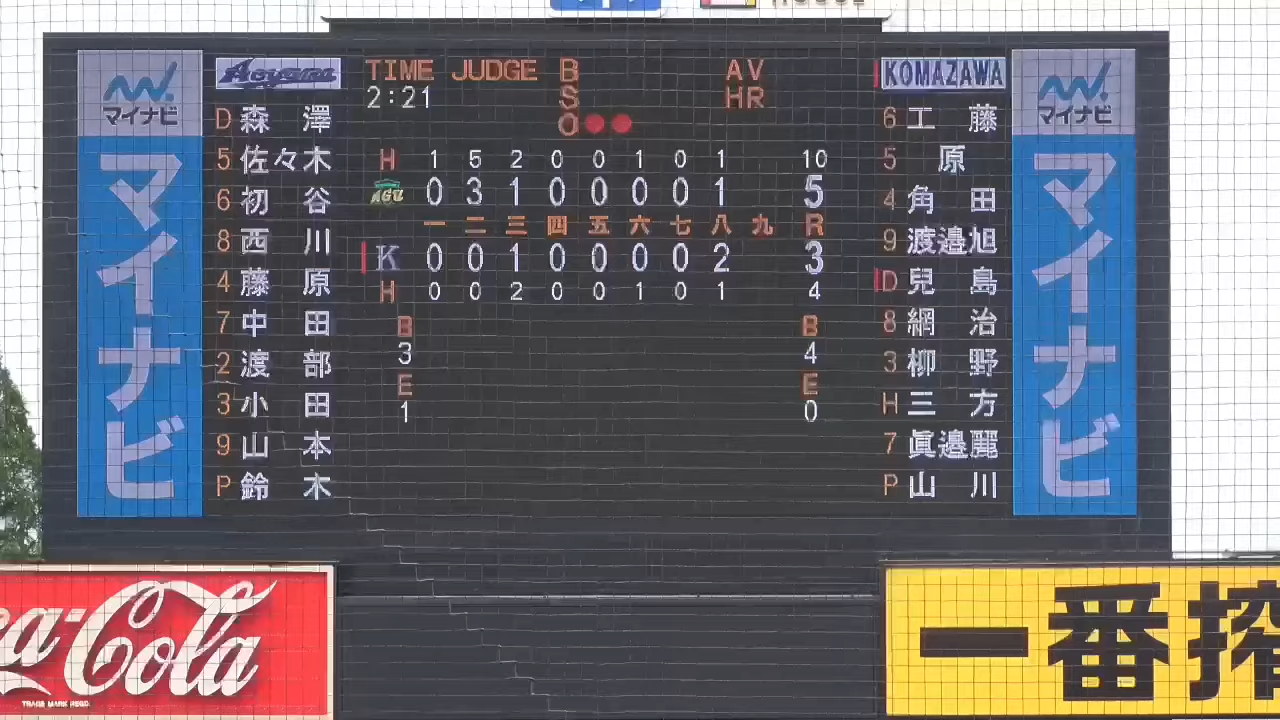 Aoyama TIME JUDGE B AV KOMAZAWA
2:21 S HR
O
マイナビ
マイナビ
D 森 澤
5 佐々木
6 初 谷
8 西 川
4 藤 原
7 中 田
2 渡 部
3 小 田
9 山 本
P 鈴 木
H 1 5 2 0 0 1 0 1 10
AGU 0 3 1 0 0 0 0 1 5
一 二 三 四 五 六 七 八 九 R
K 0 0 1 0 0 0 0 2 3
H 0 0 2 0 0 1 0 1 4
B B
3 4
E E
1 0
6 工 藤
5 原
4 角 田
9 渡邉旭
D 兒 島
8 網 治
3 柳 野
H 三 方
7 眞邉麗
P 山 川
マイナビ
マイナビ
Coca-Cola
TRADE MARK REGD.
一番搾